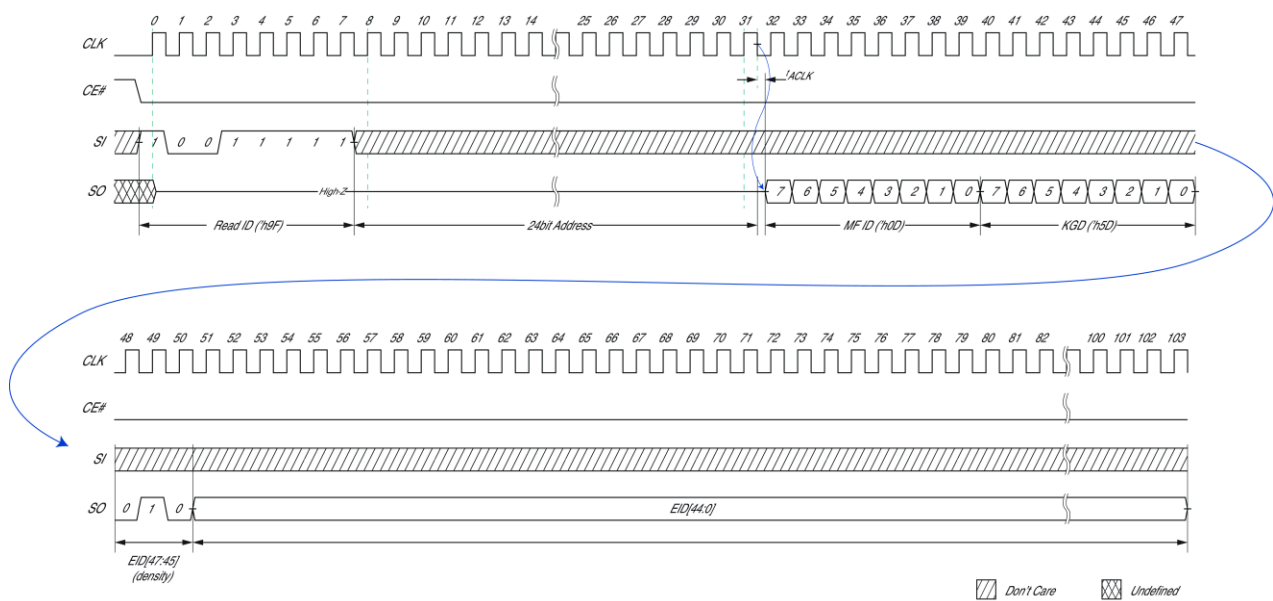 0 1 2 3 4 5 6 7 8 9 10 11 12 13 14 25 26 27 28 29 30 31 32 33 34 35 36 37 38 39 40 41 42 43 44 45 46 47
CLK
tACLK
CE#
SI 1 0 0 1 1 1 1 1
SO High-Z 7 6 5 4 3 2 1 0 7 6 5 4 3 2 1 0
Read ID ('h9F) 24bit Address MF ID ('h0D) KGD ('h5D)
48 49 50 51 52 53 54 55 56 57 58 59 60 61 62 63 64 65 66 67 68 69 70 71 72 73 74 75 76 77 78 79 80 81 82 100 101 102 103
CLK
CE#
SI
SO 0 1 0 EID[44:0]
EID[47:45]
(density)
Don't Care Undefined